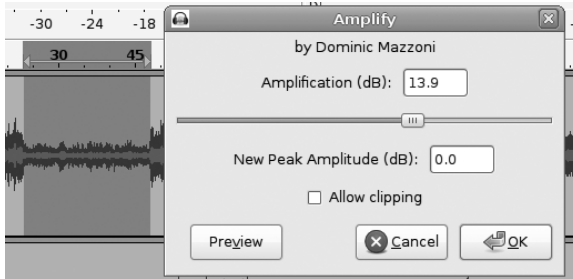 -30 -24 -18
Amplify
30 45
by Dominic Mazzoni
Amplification (dB): 13.9
New Peak Amplitude (dB): 0.0
Allow clipping
Preview Cancel OK